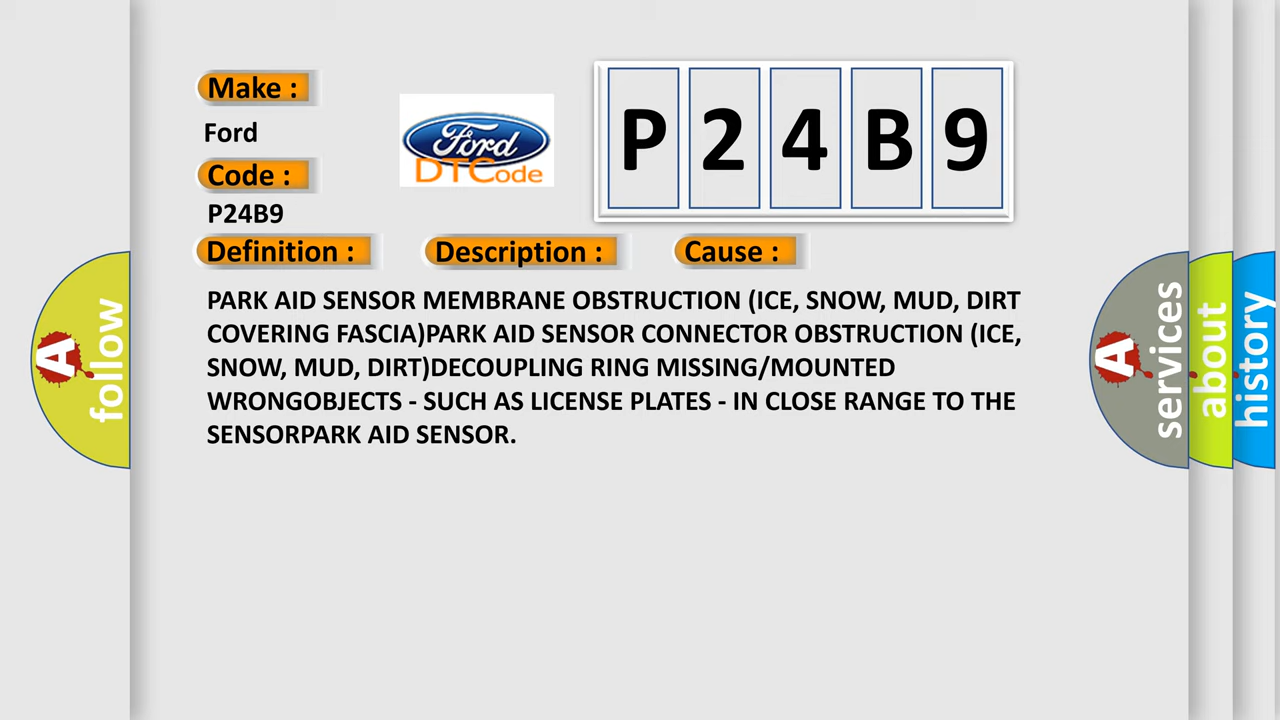 Make :
Ford
Code :
P24B9
Ford
DTCode
P 2 4 B 9
Definition :
Description :
Cause :
PARK AID SENSOR MEMBRANE OBSTRUCTION (ICE, SNOW, MUD, DIRT
COVERING FASCIA)PARK AID SENSOR CONNECTOR OBSTRUCTION (ICE,
SNOW, MUD, DIRT)DECOUPLING RING MISSING/MOUNTED
WRONGOBJECTS - SUCH AS LICENSE PLATES - IN CLOSE RANGE TO THE
SENSORPARK AID SENSOR.
A
follow
A
services
about
history